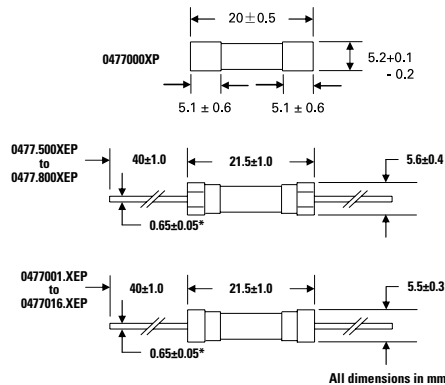 20±0.5
0477000XP
5.2+0.1
- 0.2
5.1 ± 0.6
5.1 ± 0.6
0477.500XEP
to
0477.800XEP
40±1.0
21.5±1.0
5.6±0.4
0.65±0.05*
0477001.XEP
to
0477016.XEP
40±1.0
21.5±1.0
5.5±0.3
0.65±0.05*
All dimensions in mm